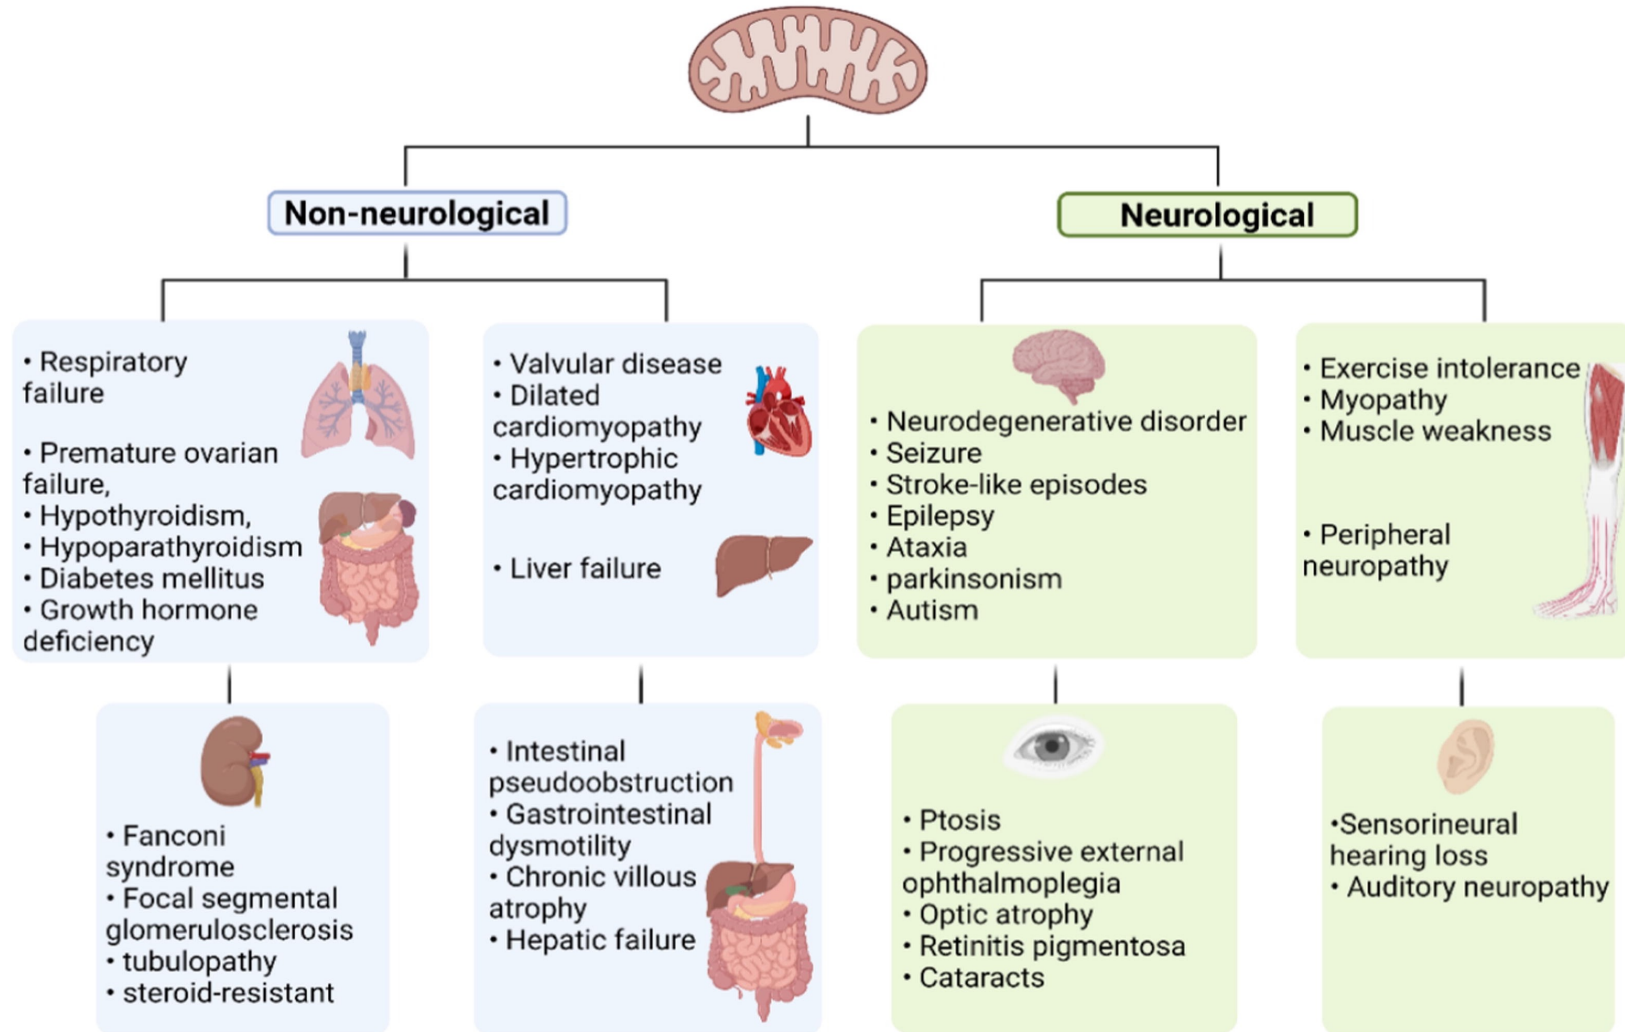 Non-neurological
Neurological
• Respiratory
failure
• Premature ovarian
failure,
• Hypothyroidism,
• Hypoparathyroidism
• Diabetes mellitus
• Growth hormone
deficiency
• Valvular disease
• Dilated
cardiomyopathy
• Hypertrophic
cardiomyopathy
• Liver failure
• Neurodegenerative disorder
• Seizure
• Stroke-like episodes
• Epilepsy
• Ataxia
• parkinsonism
• Autism
• Exercise intolerance
• Myopathy
• Muscle weakness
• Peripheral
neuropathy
• Fanconi
syndrome
• Focal segmental
glomerulosclerosis
• tubulopathy
• steroid-resistant
• Intestinal
pseudoobstruction
• Gastrointestinal
dysmotility
• Chronic villous
atrophy
• Hepatic failure
• Ptosis
• Progressive external
ophthalmoplegia
• Optic atrophy
• Retinitis pigmentosa
• Cataracts
•Sensorineural
hearing loss
• Auditory neuropathy